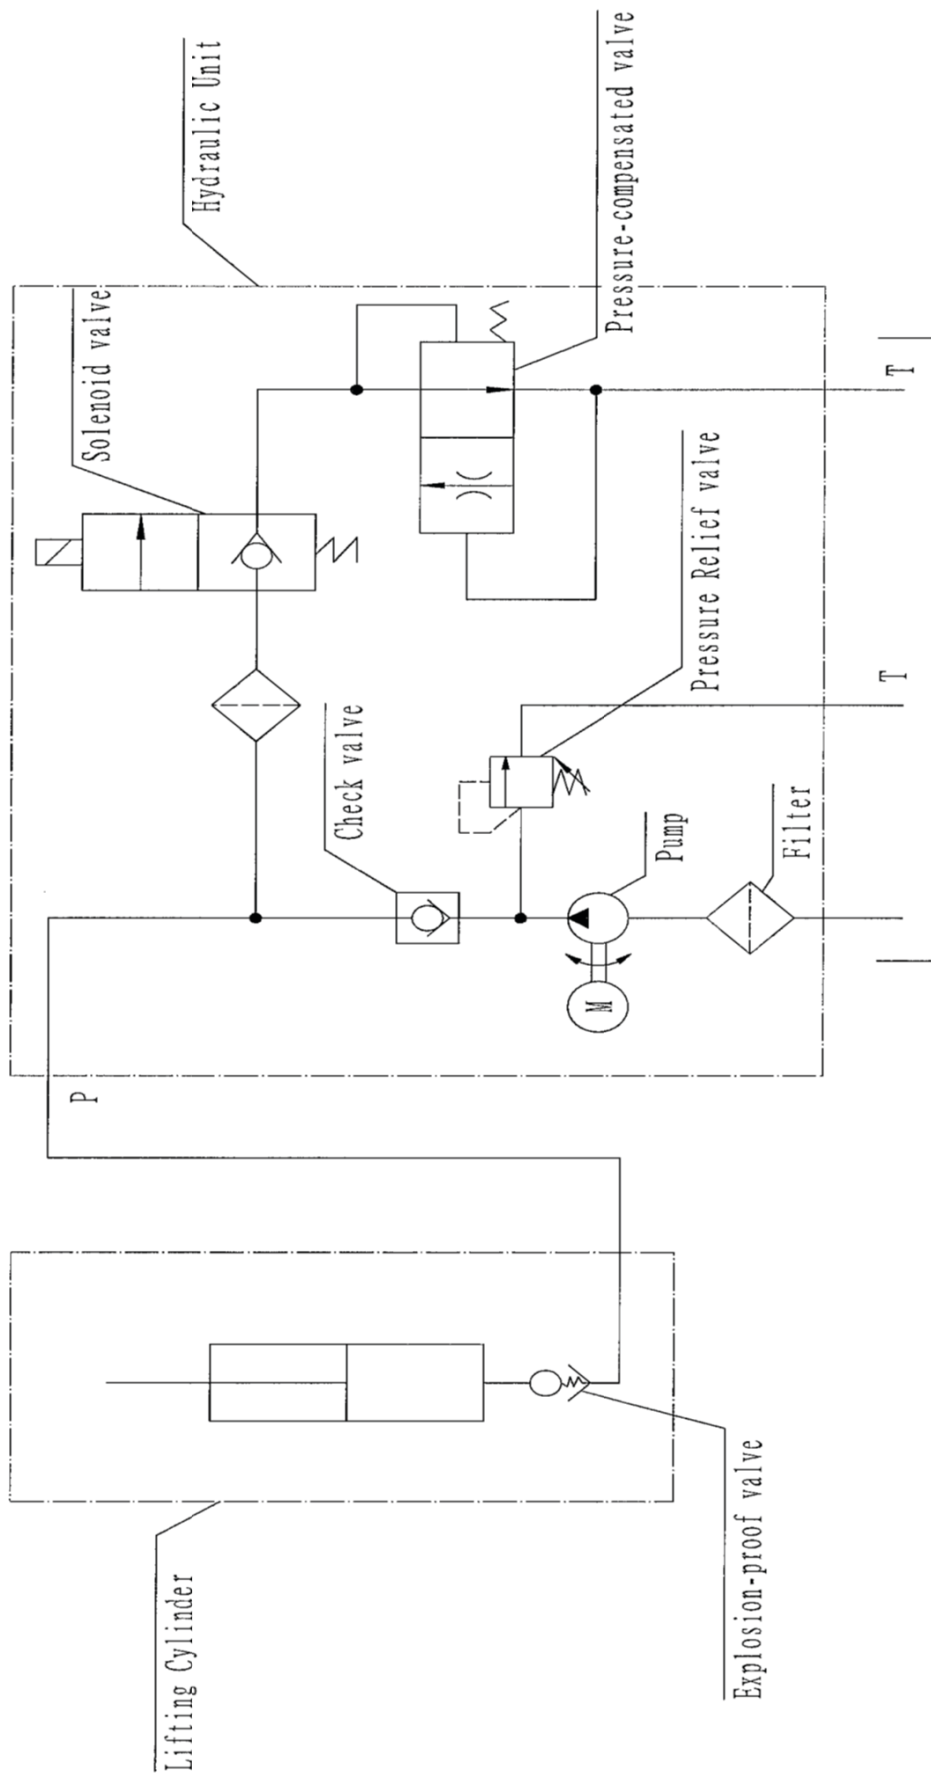 Hydraulic Unit
Solenoid valve
Pressure-compensated valve
T
Pressure Relief valve
T
Check valve
Pump
Filter
M
P
Lifting Cylinder
Explosion-proof valve